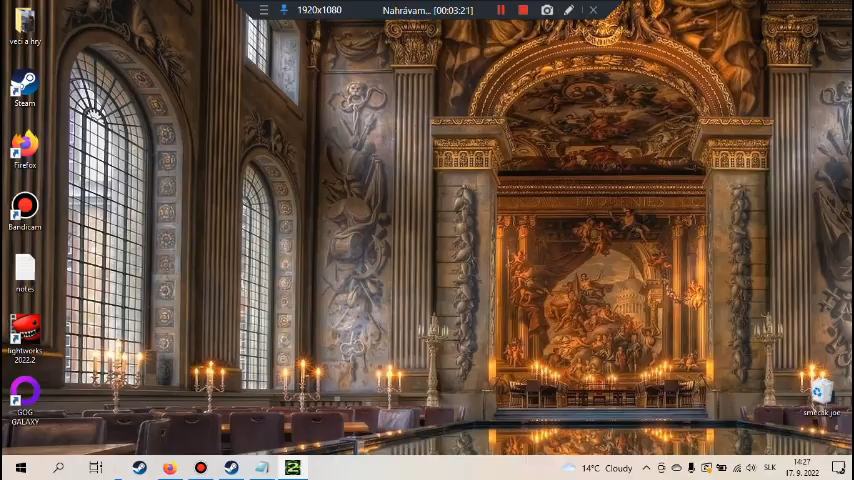 1920x1080
Nahrávam... [00:03:21]
veci a hry
Steam
Firefox
Bandicam
notes
lightworks
2022.2
GOG
GALAXY
smecok joe
14°C Cloudy
SLK
14:27
17. 9. 2022